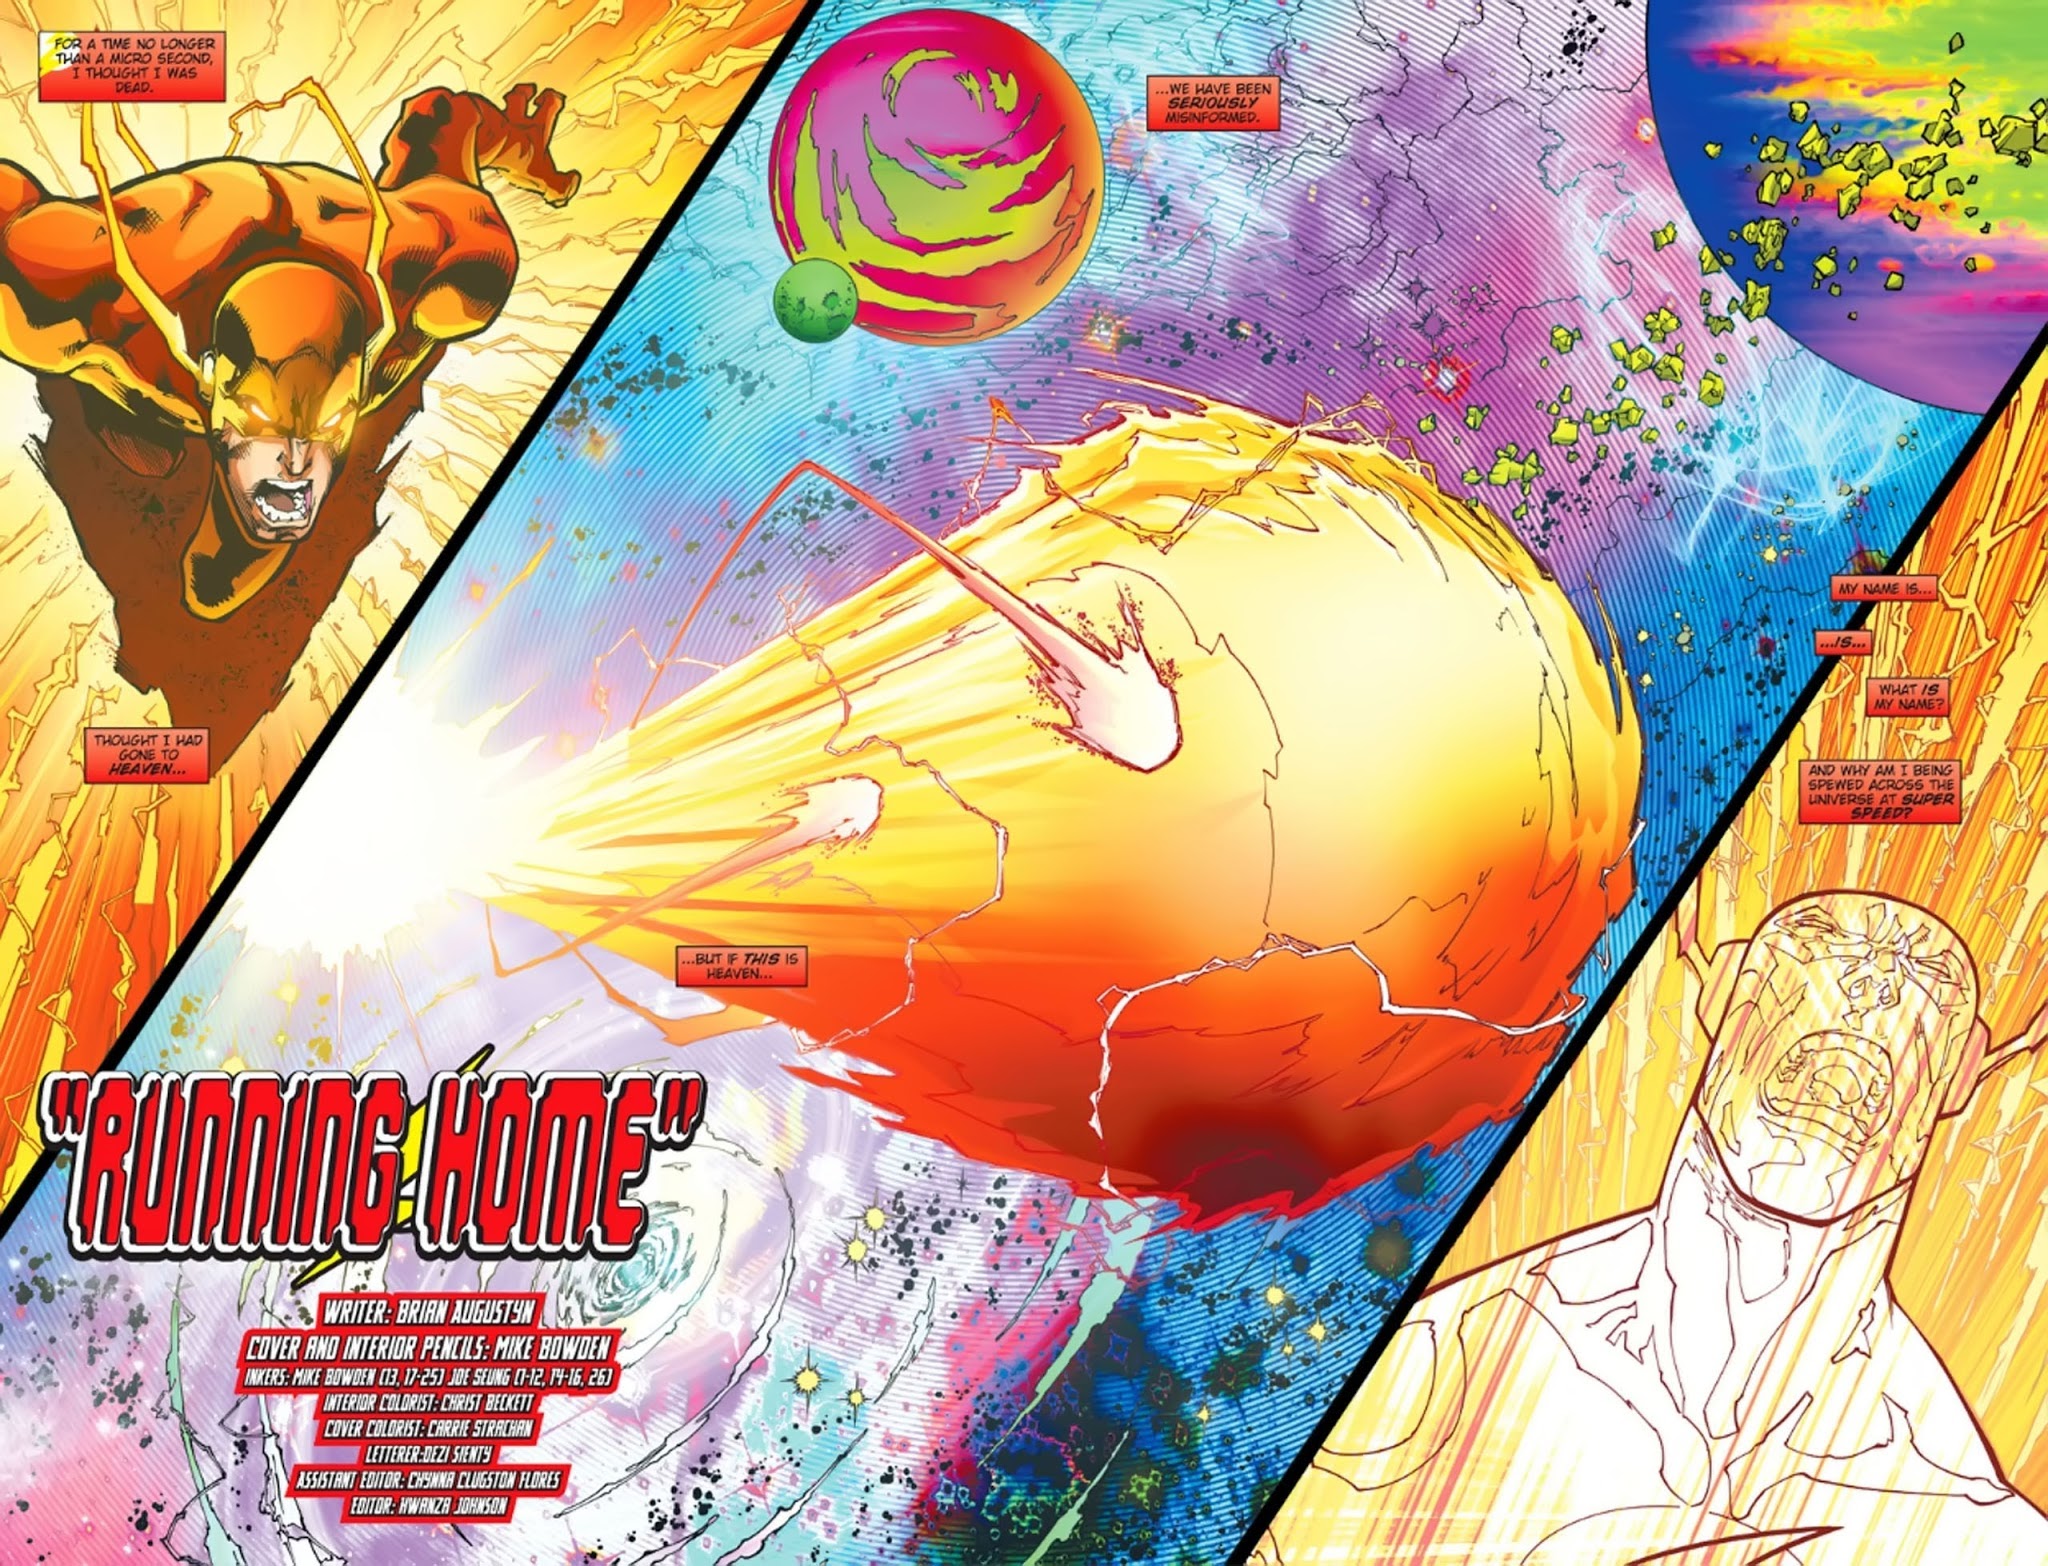 FOR A TIME NO LONGER
THAN A MICRO SECOND,
I THOUGHT I WAS
DEAD.
THOUGHT I HAD
GONE TO
HEAVEN...
...BUT IF THIS IS
HEAVEN...
...WE HAVE BEEN
SERIOUSLY
MISINFORMED.
MY NAME IS...
...IS...
WHAT IS
MY NAME?
AND WHY AM I BEING
SPEWED ACROSS THE
UNIVERSE AT SUPER
SPEED?
"RUNNING HOME"
WRITER: BRIAN AUGUSTYN
COVER AND INTERIOR PENCILS: MIKE BOWDEN
INKERS: MIKE BOWDEN (13, 17-25) JOE SEUNG (1-12, 14-16, 26)
INTERIOR COLORIST: CHRIST BECKETT
COVER COLORIST: CARRIE STRACHAN
LETTERER: DEZI SIENTY
ASSISTANT EDITOR: CHYNNA CLUGSTON FLORES
EDITOR: KWANZA JOHNSON